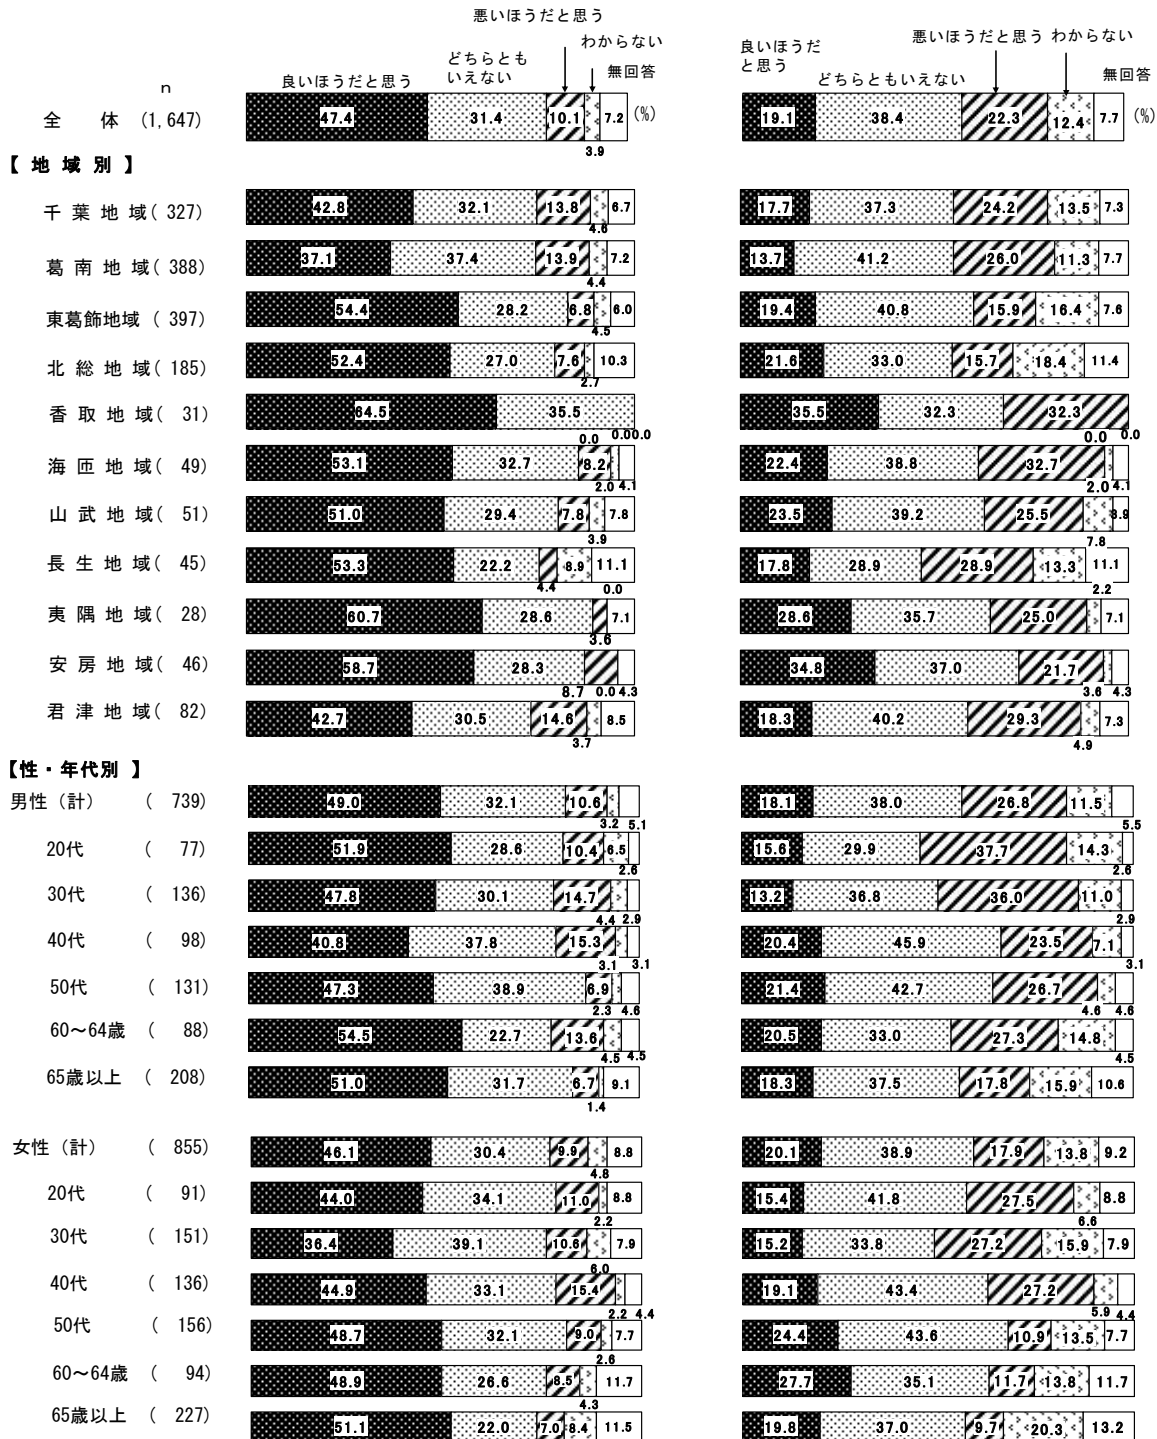 悪いほうだと思う
わからない
どちらとも
いえない
良いほうだと思う
無回答
良いほうだ
と思う
どちらともいえない
悪いほうだと思う わからない
無回答
n
全 体 (1,647) 47.4 31.4 10.1 3.9 7.2 (%) 19.1 38.4 22.3 12.4 7.7 (%)
【 地 域 別 】
千 葉 地 域( 327) 42.8 32.1 13.8 4.6 6.7 17.7 37.3 24.2 13.5 7.3
葛 南 地 域( 388) 37.1 37.4 13.9 4.4 7.2 13.7 41.2 26.0 11.3 7.7
東葛飾地域 ( 397) 54.4 28.2 6.8 4.5 6.0 19.4 40.8 15.9 16.4 7.6
北 総 地 域( 185) 52.4 27.0 7.6 2.7 10.3 21.6 33.0 15.7 18.4 11.4
香 取 地 域( 31) 64.5 35.5 0.0 0.0 0.0 35.5 32.3 32.3 0.0 0.0
海 匝 地 域( 49) 53.1 32.7 8.2 2.0 4.1 22.4 38.8 32.7 2.0 4.1
山 武 地 域( 51) 51.0 29.4 7.8 3.9 7.8 23.5 39.2 25.5 7.8 3.9
長 生 地 域( 45) 53.3 22.2 4.4 8.9 11.1 17.8 28.9 28.9 13.3 11.1
夷 隅 地 域( 28) 60.7 28.6 3.6 0.0 7.1 28.6 35.7 25.0 2.2 7.1
安 房 地 域( 46) 58.7 28.3 8.7 0.0 4.3 34.8 37.0 21.7 3.6 4.3
君 津 地 域( 82) 42.7 30.5 14.6 3.7 8.5 18.3 40.2 29.3 4.9 7.3
【性・年代別 】
男性（計） ( 739) 49.0 32.1 10.6 3.2 5.1 18.1 38.0 26.8 11.5 5.5
20代 ( 77) 51.9 28.6 10.4 6.5 2.6 15.6 29.9 37.7 14.3 2.6
30代 ( 136) 47.8 30.1 14.7 4.4 2.9 13.2 36.8 36.0 11.0 2.9
40代 ( 98) 40.8 37.8 15.3 3.1 3.1 20.4 45.9 23.5 7.1 3.1
50代 ( 131) 47.3 38.9 6.9 2.3 4.6 21.4 42.7 26.7 4.6 4.6
60～64歳 ( 88) 54.5 22.7 13.6 4.5 4.5 20.5 33.0 27.3 14.8 4.5
65歳以上 ( 208) 51.0 31.7 6.7 1.4 9.1 18.3 37.5 17.8 15.9 10.6
女性（計） ( 855) 46.1 30.4 9.9 4.8 8.8 20.1 38.9 17.9 13.8 9.2
20代 ( 91) 44.0 34.1 11.0 2.2 8.8 15.4 41.8 27.5 6.6 8.8
30代 ( 151) 36.4 39.1 10.6 6.0 7.9 15.2 33.8 27.2 15.9 7.9
40代 ( 136) 44.9 33.1 15.4 2.2 4.4 19.1 43.4 27.2 5.9 4.4
50代 ( 156) 48.7 32.1 9.0 2.6 7.7 24.4 43.6 10.9 13.5 7.7
60～64歳 ( 94) 48.9 26.6 8.5 4.3 11.7 27.7 35.1 11.7 13.8 11.7
65歳以上 ( 227) 51.1 22.0 7.0 8.4 11.5 19.8 37.0 9.7 20.3 13.2